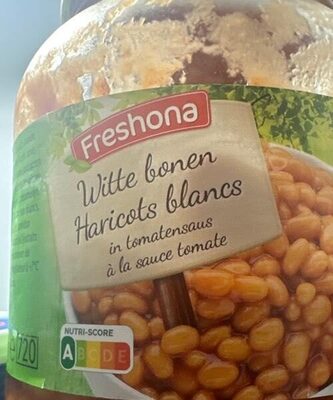 Freshona
Witte bonen
Haricots blancs
in tomatensaus
à la sauce tomate
NUTRI-SCORE
A B C D E
720